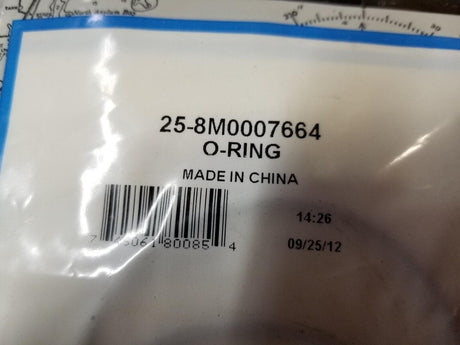 25-8M0007664
O-RING
MADE IN CHINA
14:26
09/25/12